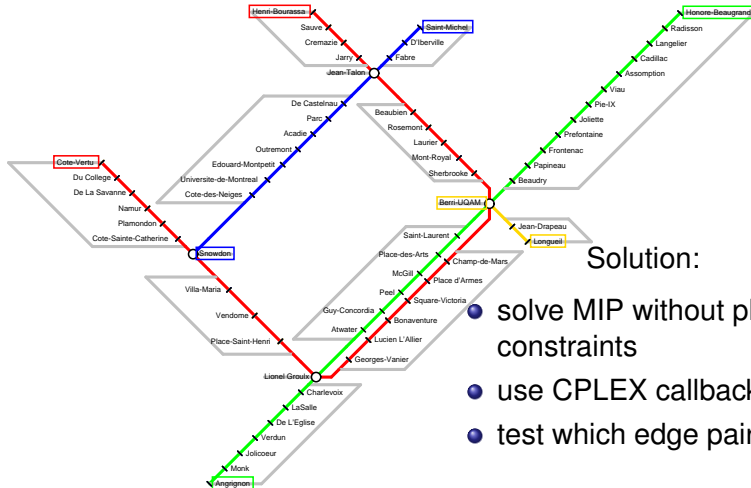 Henri-Bourassa
Sauve
Cremazie
Jarry
Jean-Talon
Saint-Michel
D'Iberville
Fabre
Honore-Beaugrand
Radisson
Langelier
Cadillac
Assomption
Viau
Pie-IX
Joliette
Prefontaine
Frontenac
Papineau
Beaudry
De Castelnau
Parc
Acadie
Outremont
Edouard-Montpetit
Universite-de-Montreal
Cote-des-Neiges
Beaubien
Rosemont
Laurier
Mont-Royal
Sherbrooke
Berri-UQAM
Cote-Vertu
Du College
De La Savanne
Namur
Plamondon
Cote-Sainte-Catherine
Snowdon
Jean-Drapeau
Longueil
Saint-Laurent
Place-des-Arts
McGill
Peel
Guy-Concordia
Atwater
Champ-de-Mars
Place d'Armes
Square-Victoria
Bonaventure
Lucien L'Allier
Georges-Vanier
Villa-Maria
Vendome
Place-Saint-Henri
Lionel Groulx
Charlevoix
LaSalle
De L'Eglise
Verdun
Jolicoeur
Monk
Angrignon
Solution:
solve MIP without pl
constraints
use CPLEX callback
test which edge pai